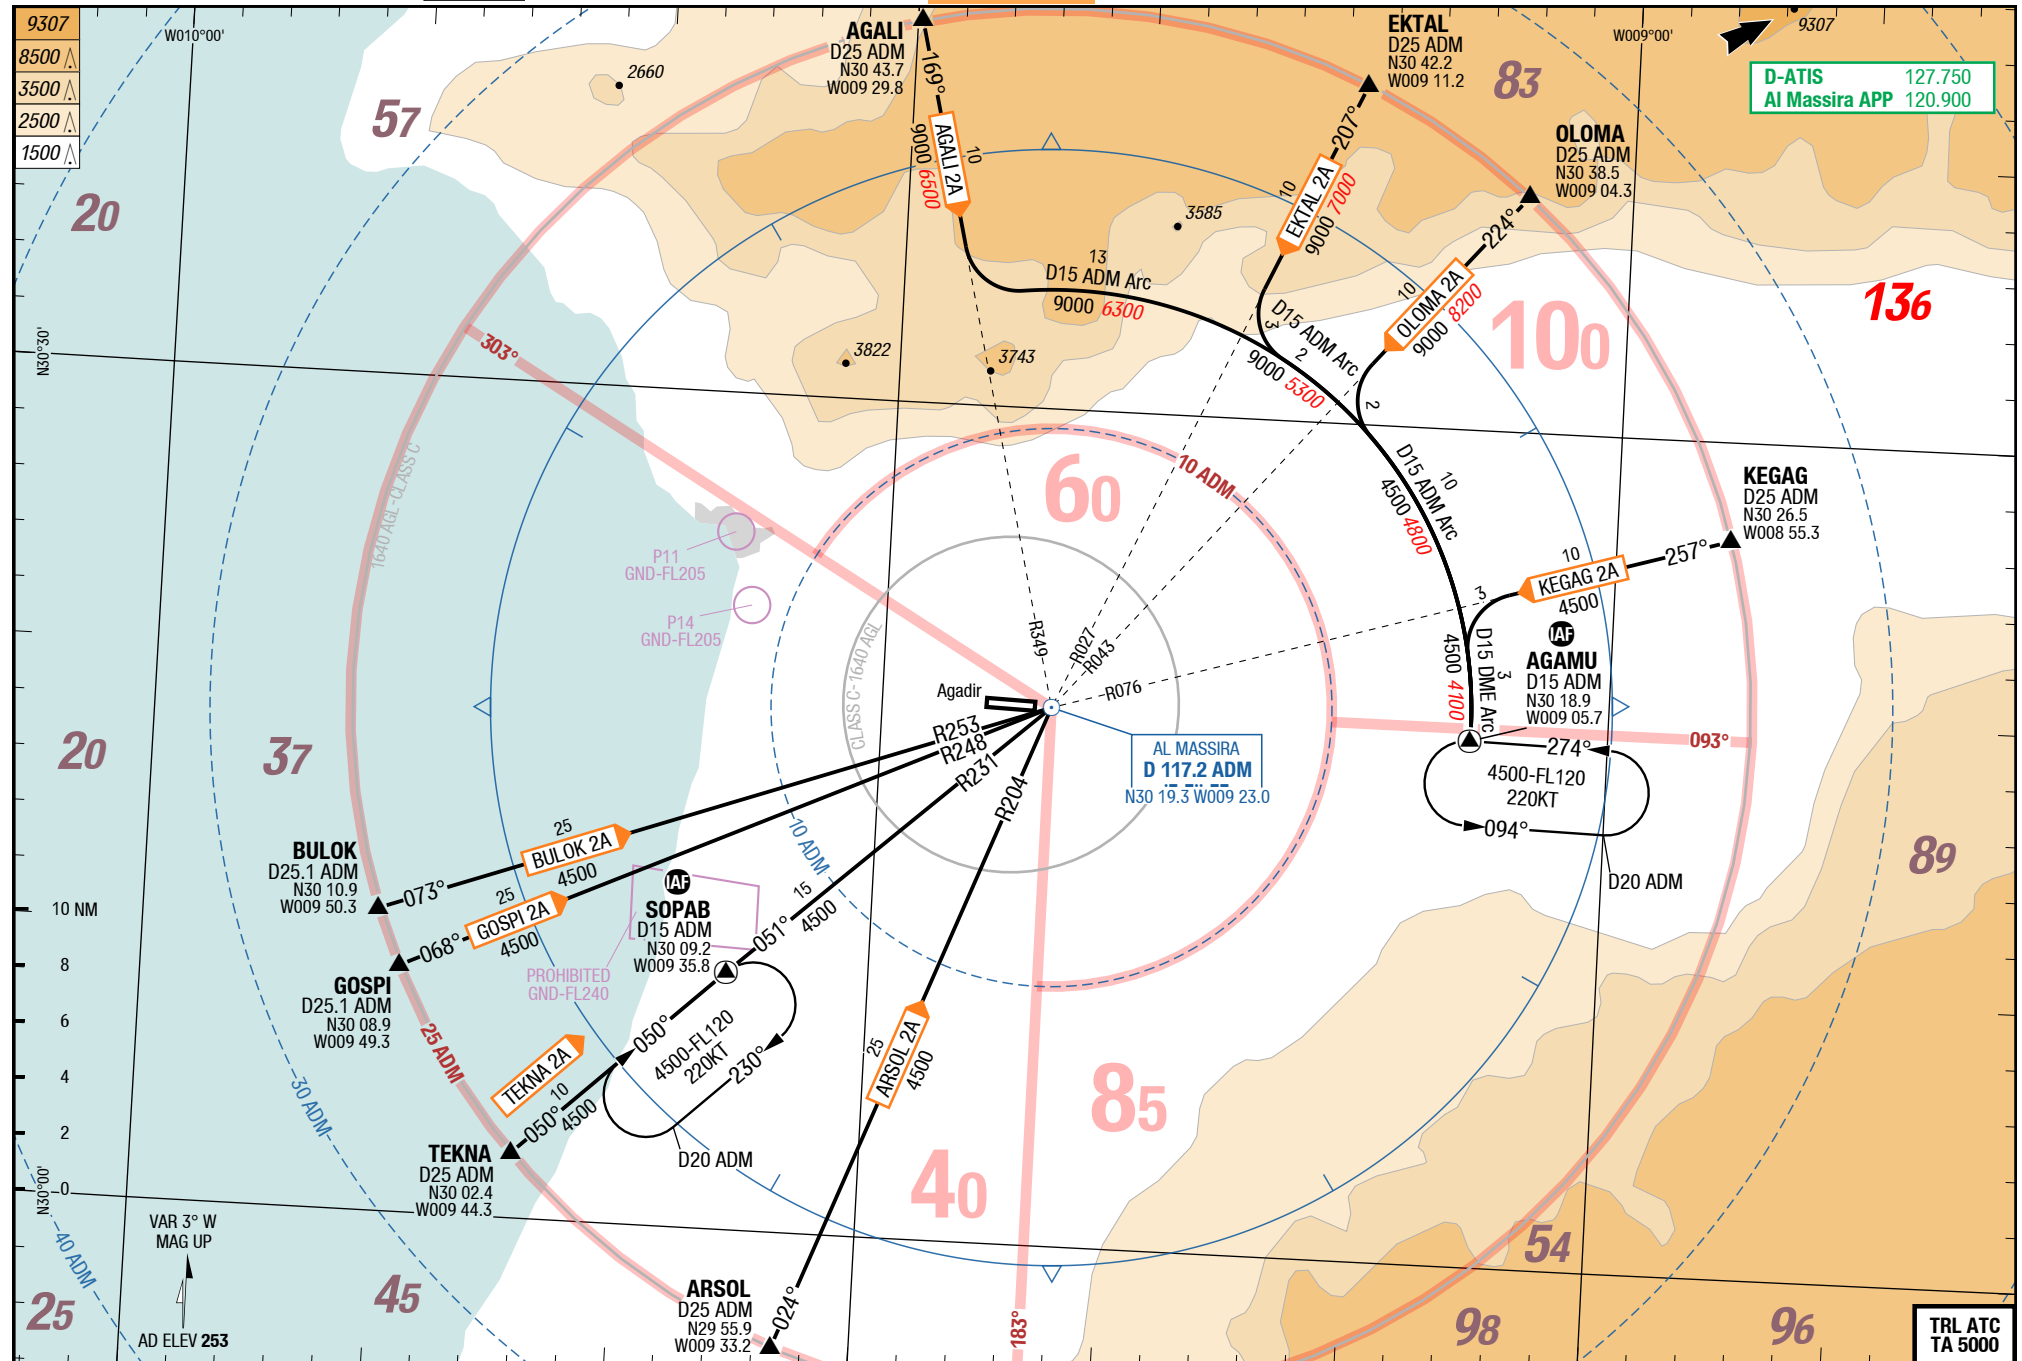 9307
8500
3500
2500
1500
W010°00'
2660
57
20
AGALI
D25 ADM
N30 43.7
W009 29.8
169°
AGALI 2A
10
9000 6500
EKTAL
D25 ADM
N30 42.2
W009 11.2
207°
EKTAL 2A
10
9000 7000
83
W009°00'
9307
D-ATIS 127.750
Al Massira APP 120.900
OLOMA
D25 ADM
N30 38.5
W009 04.3
224°
OLOMA 2A
10
9000 8200
136
100
3585
13
D15 ADM Arc
9000 6300
3822
3743
3
D15 ADM Arc
2
9000 5300
2
N30°30'
303°
1640 AGL-CLASS C
60
10 ADM
D15 ADM Arc
10
4500 4800
KEGAG
D25 ADM
N30 26.5
W008 55.3
257°
KEGAG 2A
10
4500
3
P11
GND-FL205
P14
GND-FL205
CLASS C-1640 AGL
R349
R027
R043
R076
D15 DME Arc
3
4500 4100
IAF
AGAMU
D15 ADM
N30 18.9
W009 05.7
093°
274°
4500-FL120
220KT
094°
D20 ADM
Agadir
AL MASSIRA
D 117.2 ADM
N30 19.3 W009 23.0
R253
R248
R231
R204
20
37
BULOK
D25.1 ADM
N30 10.9
W009 50.3
073°
BULOK 2A
25
4500
GOSPI
D25.1 ADM
N30 08.9
W009 49.3
068°
GOSPI 2A
25
4500
10 ADM
IAF
SOPAB
D15 ADM
N30 09.2
W009 35.8
051°
15
4500
PROHIBITED
GND-FL240
050°
4500-FL120
220KT
230°
D20 ADM
TEKNA 2A
10
050°
4500
TEKNA
D25 ADM
N30 02.4
W009 44.3
25 ADM
30 ADM
40 ADM
10 NM
8
6
4
2
0
N30°00'
ARSOL 2A
25
4500
ARSOL
D25 ADM
N29 55.9
W009 33.2
024°
183°
40
85
89
54
98
96
45
25
VAR 3° W
MAG UP
AD ELEV 253
TRL ATC
TA 5000